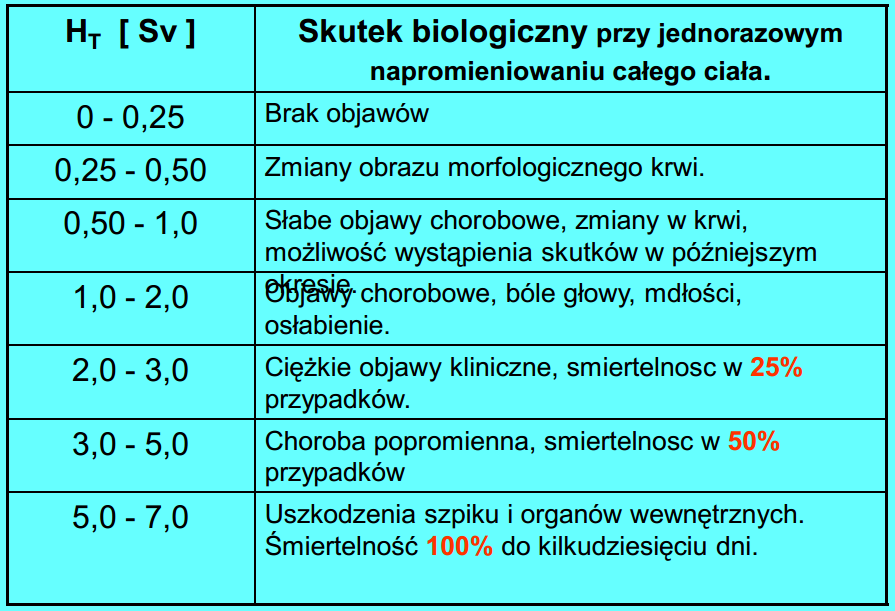 H_T [ Sv ]
Skutek biologiczny przy jednorazowym
napromieniowaniu całego ciała.
0 - 0,25
Brak objawów
0,25 - 0,50
Zmiany obrazu morfologicznego krwi.
0,50 - 1,0
Słabe objawy chorobowe, zmiany w krwi,
możliwość wystąpienia skutków w późniejszym
okresie.
1,0 - 2,0
Objawy chorobowe, bóle głowy, mdłości,
osłabienie.
2,0 - 3,0
Ciężkie objawy kliniczne, smiertelnosc w 25%
przypadków.
3,0 - 5,0
Choroba popromienna, smiertelnosc w 50%
przypadków
5,0 - 7,0
Uszkodzenia szpiku i organów wewnętrznych.
Śmiertelność 100% do kilkudziesięciu dni.